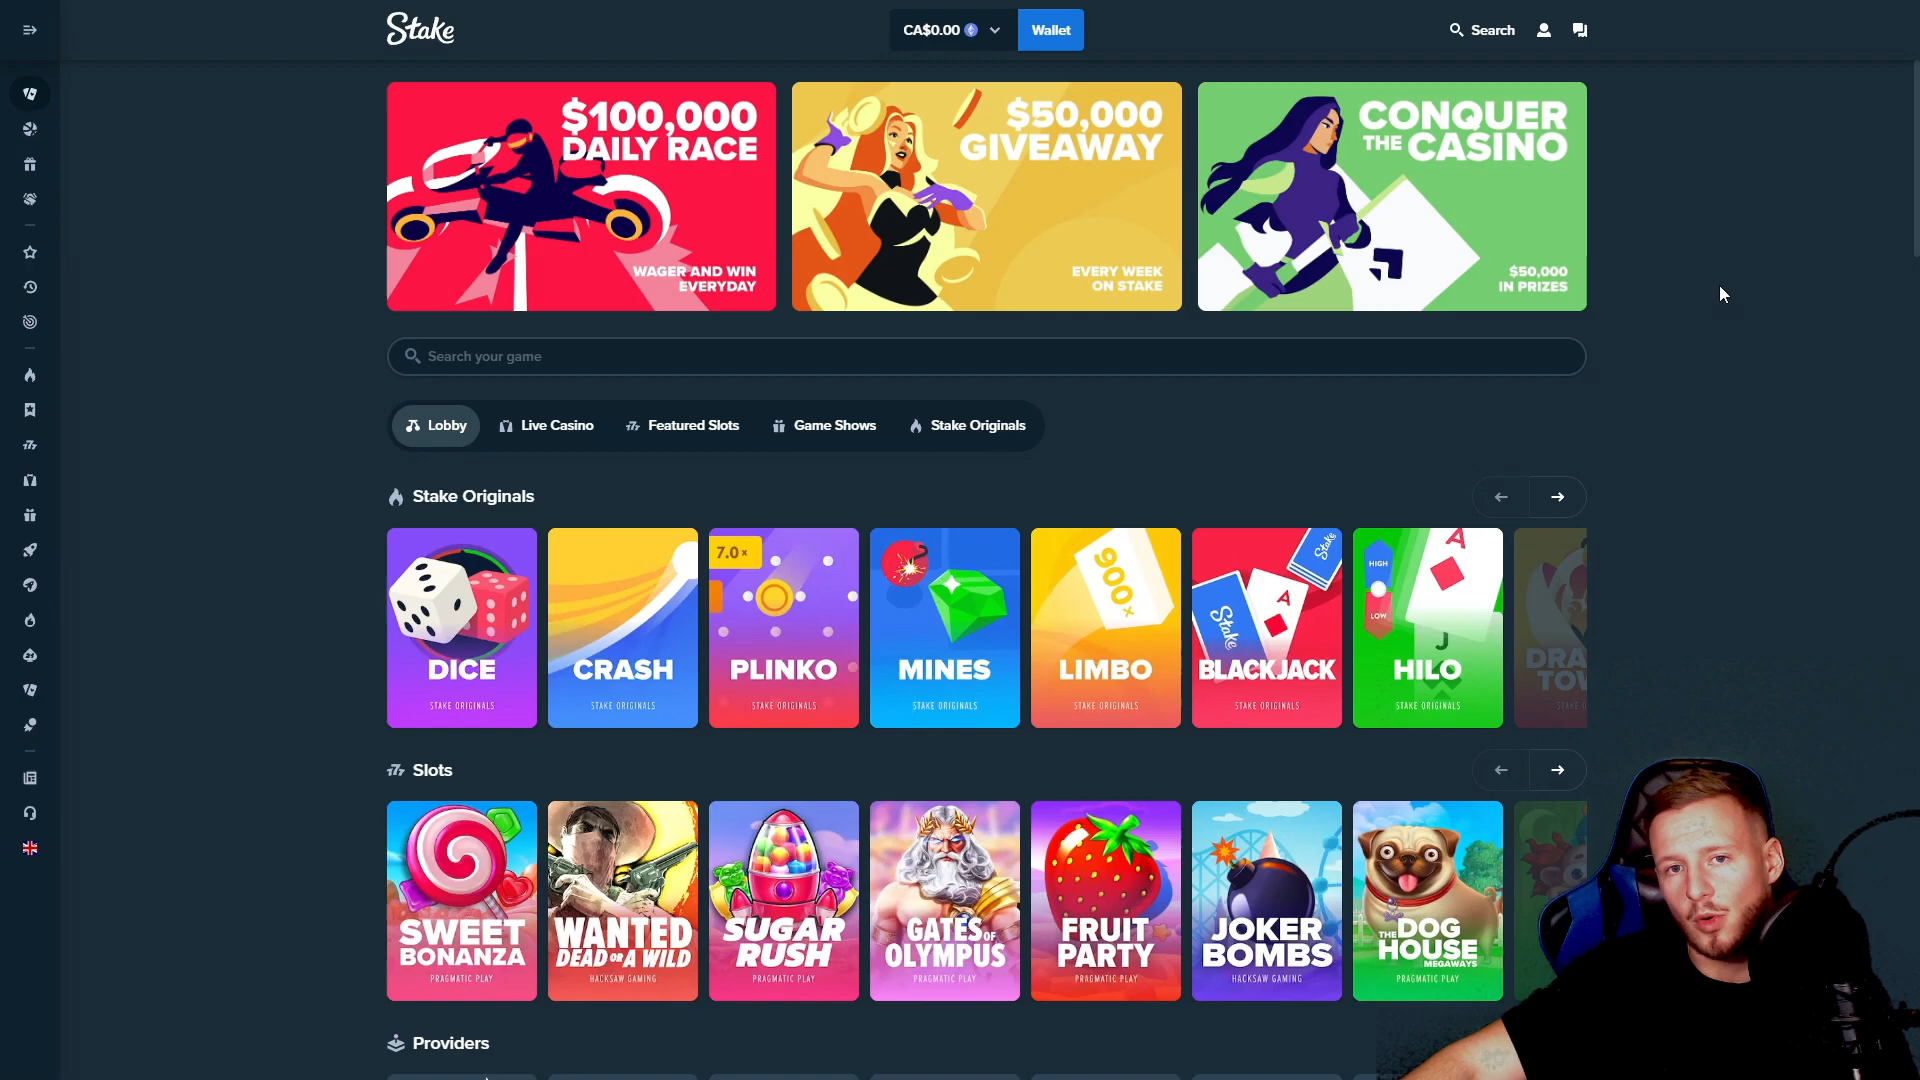 Stake
CA$0.00
Wallet
Search
$100,000
DAILY RACE
WAGER AND WIN
EVERYDAY
$50,000
GIVEAWAY
EVERY WEEK
ON STAKE
CONQUER
THE CASINO
$50,000
IN PRIZES
Search your game
Lobby
Live Casino
Featured Slots
Game Shows
Stake Originals
Stake Originals
DICE
STAKE ORIGINALS
CRASH
STAKE ORIGINALS
7.0×
PLINKO
STAKE ORIGINALS
MINES
STAKE ORIGINALS
900×
LIMBO
STAKE ORIGINALS
Stake
Stake
A
BLACKJACK
STAKE ORIGINALS
HIGH
LOW
A
J
HILO
STAKE ORIGINALS
Slots
SWEET
BONANZA
PRAGMATIC PLAY
WANTED
DEAD OR A WILD
HACKSAW GAMING
SUGAR
RUSH
PRAGMATIC PLAY
GATES OF
OLYMPUS
PRAGMATIC PLAY
FRUIT
PARTY
PRAGMATIC PLAY
JOKER
BOMBS
HACKSAW GAMING
THE DOG
HOUSE
MEGAWAYS
PRAGMATIC PLAY
Providers